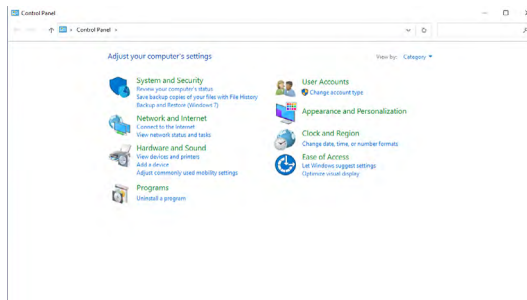 Control Panel
Control Panel
Adjust your computer's settings
View by: Category
System and Security
Review your computer's status
Save backup copies of your files with File History
Backup and Restore (Windows 7)
Network and Internet
Connect to the Internet
View network status and tasks
Hardware and Sound
View devices and printers
Add a device
Adjust commonly used mobility settings
Programs
Uninstall a program
User Accounts
Change account type
Appearance and Personalization
Clock and Region
Change date, time, or number formats
Ease of Access
Let Windows suggest settings
Optimize visual display